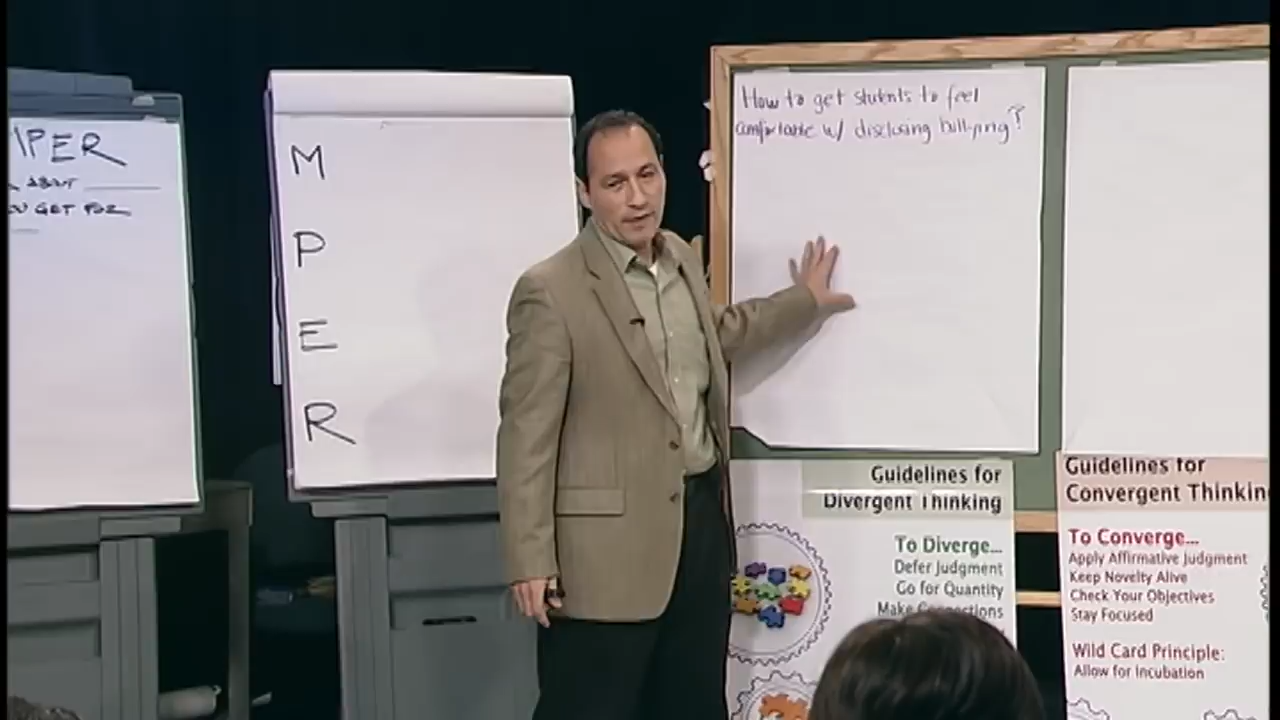 APER
ABOUT
GET FOR
M
P
E
R
How to get students to feel
comfortable w/ disclosing bullying?
Guidelines for
Divergent Thinking
To Diverge...
Defer Judgment
Go for Quantity
Make Connections
Guidelines for
Convergent Thinkin
To Converge...
Apply Affirmative Judgment
Keep Novelty Alive
Check Your Objectives
Stay Focused
Wild Card Principle:
Allow for Incubation